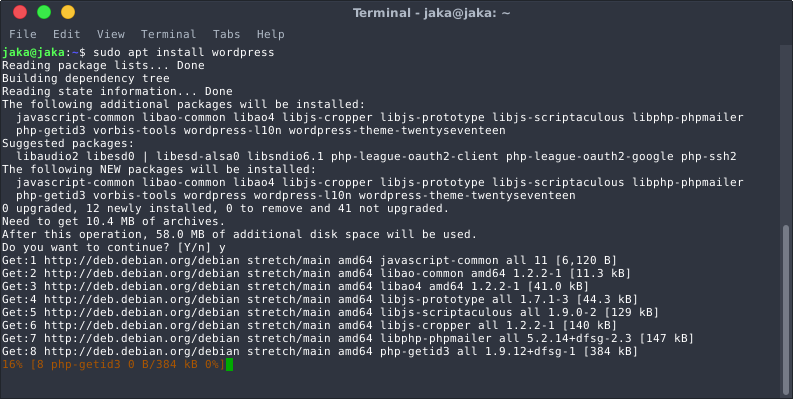 Terminal - jaka@jaka: ~
File Edit View Terminal Tabs Help
jaka@jaka:~$ sudo apt install wordpress
Reading package lists... Done
Building dependency tree
Reading state information... Done
The following additional packages will be installed:
  javascript-common libao-common libao4 libjs-cropper libjs-prototype libjs-scriptaculous libphp-phpmailer
  php-getid3 vorbis-tools wordpress-l10n wordpress-theme-twentyseventeen
Suggested packages:
  libaudio2 libesd0 | libesd-alsa0 libsndio6.1 php-league-oauth2-client php-league-oauth2-google php-ssh2
The following NEW packages will be installed:
  javascript-common libao-common libao4 libjs-cropper libjs-prototype libjs-scriptaculous libphp-phpmailer
  php-getid3 vorbis-tools wordpress wordpress-l10n wordpress-theme-twentyseventeen
0 upgraded, 12 newly installed, 0 to remove and 41 not upgraded.
Need to get 10.4 MB of archives.
After this operation, 58.0 MB of additional disk space will be used.
Do you want to continue? [Y/n] y
Get:1 http://deb.debian.org/debian stretch/main amd64 javascript-common all 11 [6,120 B]
Get:2 http://deb.debian.org/debian stretch/main amd64 libao-common amd64 1.2.2-1 [11.3 kB]
Get:3 http://deb.debian.org/debian stretch/main amd64 libao4 amd64 1.2.2-1 [41.0 kB]
Get:4 http://deb.debian.org/debian stretch/main amd64 libjs-prototype all 1.7.1-3 [44.3 kB]
Get:5 http://deb.debian.org/debian stretch/main amd64 libjs-scriptaculous all 1.9.0-2 [129 kB]
Get:6 http://deb.debian.org/debian stretch/main amd64 libjs-cropper all 1.2.2-1 [140 kB]
Get:7 http://deb.debian.org/debian stretch/main amd64 libphp-phpmailer all 5.2.14+dfsg-2.3 [147 kB]
Get:8 http://deb.debian.org/debian stretch/main amd64 php-getid3 all 1.9.12+dfsg-1 [384 kB]
16% [8 php-getid3 0 B/384 kB 0%]